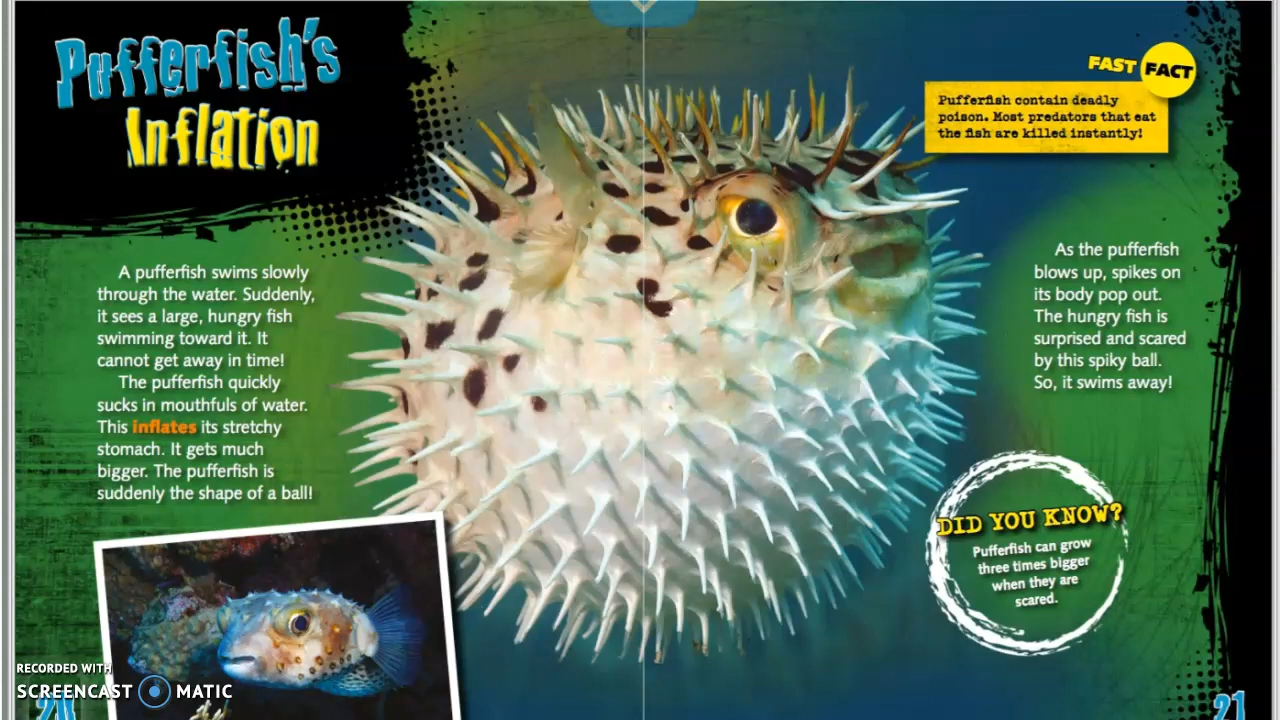 Pufferfish's
Inflation
A pufferfish swims slowly
through the water. Suddenly,
it sees a large, hungry fish
swimming toward it. It
cannot get away in time!
The pufferfish quickly
sucks in mouthfuls of water.
This inflates its stretchy
stomach. It gets much
bigger. The pufferfish is
suddenly the shape of a ball!
FAST FACT
Pufferfish contain deadly
poison. Most predators that eat
the fish are killed instantly!
As the pufferfish
blows up, spikes on
its body pop out.
The hungry fish is
surprised and scared
by this spiky ball.
So, it swims away!
DID YOU KNOW?
Pufferfish can grow
three times bigger
when they are
scared.
RECORDED WITH
SCREENCAST MATIC
20
21